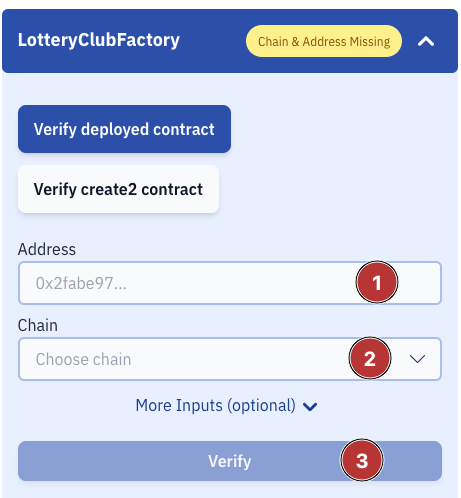 LotteryClubFactory
Chain & Address Missing
Verify deployed contract
Verify create2 contract
Address
0x2fabe97...
1
Chain
Choose chain
2
More Inputs (optional)
Verify
3